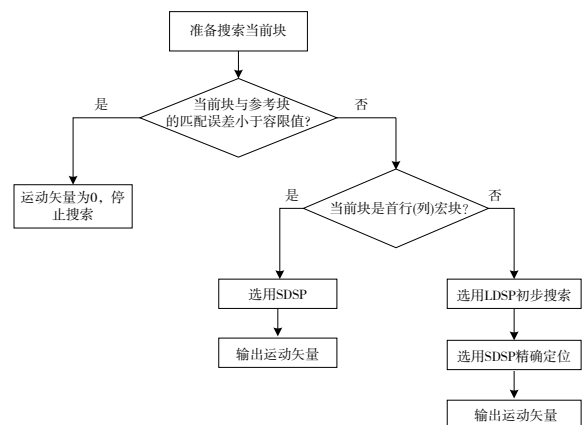 准备搜索当前块
是
当前块与参考块
的匹配误差小于容限值?
否
运动矢量为0，停
止搜索
是
当前块是首行(列)宏块?
否
选用SDSP
选用LDSP初步搜索
输出运动矢量
选用SDSP精确定位
输出运动矢量